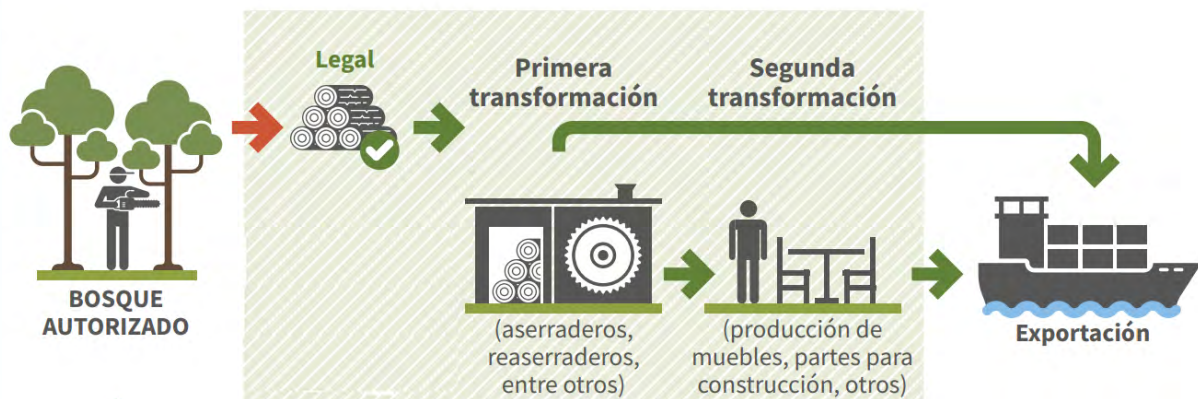 BOSQUE
AUTORIZADO
Legal
Primera
transformación
(aserraderos,
reaserraderos,
entre otros)
Segunda
transformación
(producción de
muebles, partes para
construcción, otros)
Exportación